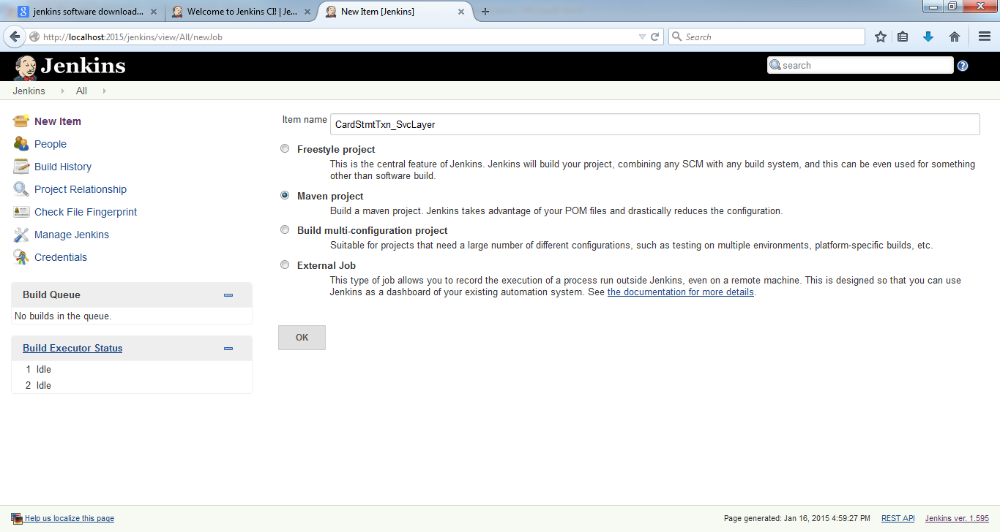 jenkins software download...
Welcome to Jenkins CI! | Je...
New Item [Jenkins]
http://localhost:2015/jenkins/view/All/newJob
Search
Jenkins
search
Jenkins
All
New Item
People
Build History
Project Relationship
Check File Fingerprint
Manage Jenkins
Credentials
Build Queue
No builds in the queue.
Build Executor Status
1 Idle
2 Idle
Item name
CardStmtTxn_SvcLayer
Freestyle project
This is the central feature of Jenkins. Jenkins will build your project, combining any SCM with any build system, and this can be even used for something
other than software build.
Maven project
Build a maven project. Jenkins takes advantage of your POM files and drastically reduces the configuration.
Build multi-configuration project
Suitable for projects that need a large number of different configurations, such as testing on multiple environments, platform-specific builds, etc.
External Job
This type of job allows you to record the execution of a process run outside Jenkins, even on a remote machine. This is designed so that you can use
Jenkins as a dashboard of your existing automation system. See the documentation for more details.
OK
Help us localize this page
Page generated: Jan 16, 2015 4:59:27 PM
REST API
Jenkins ver. 1.595